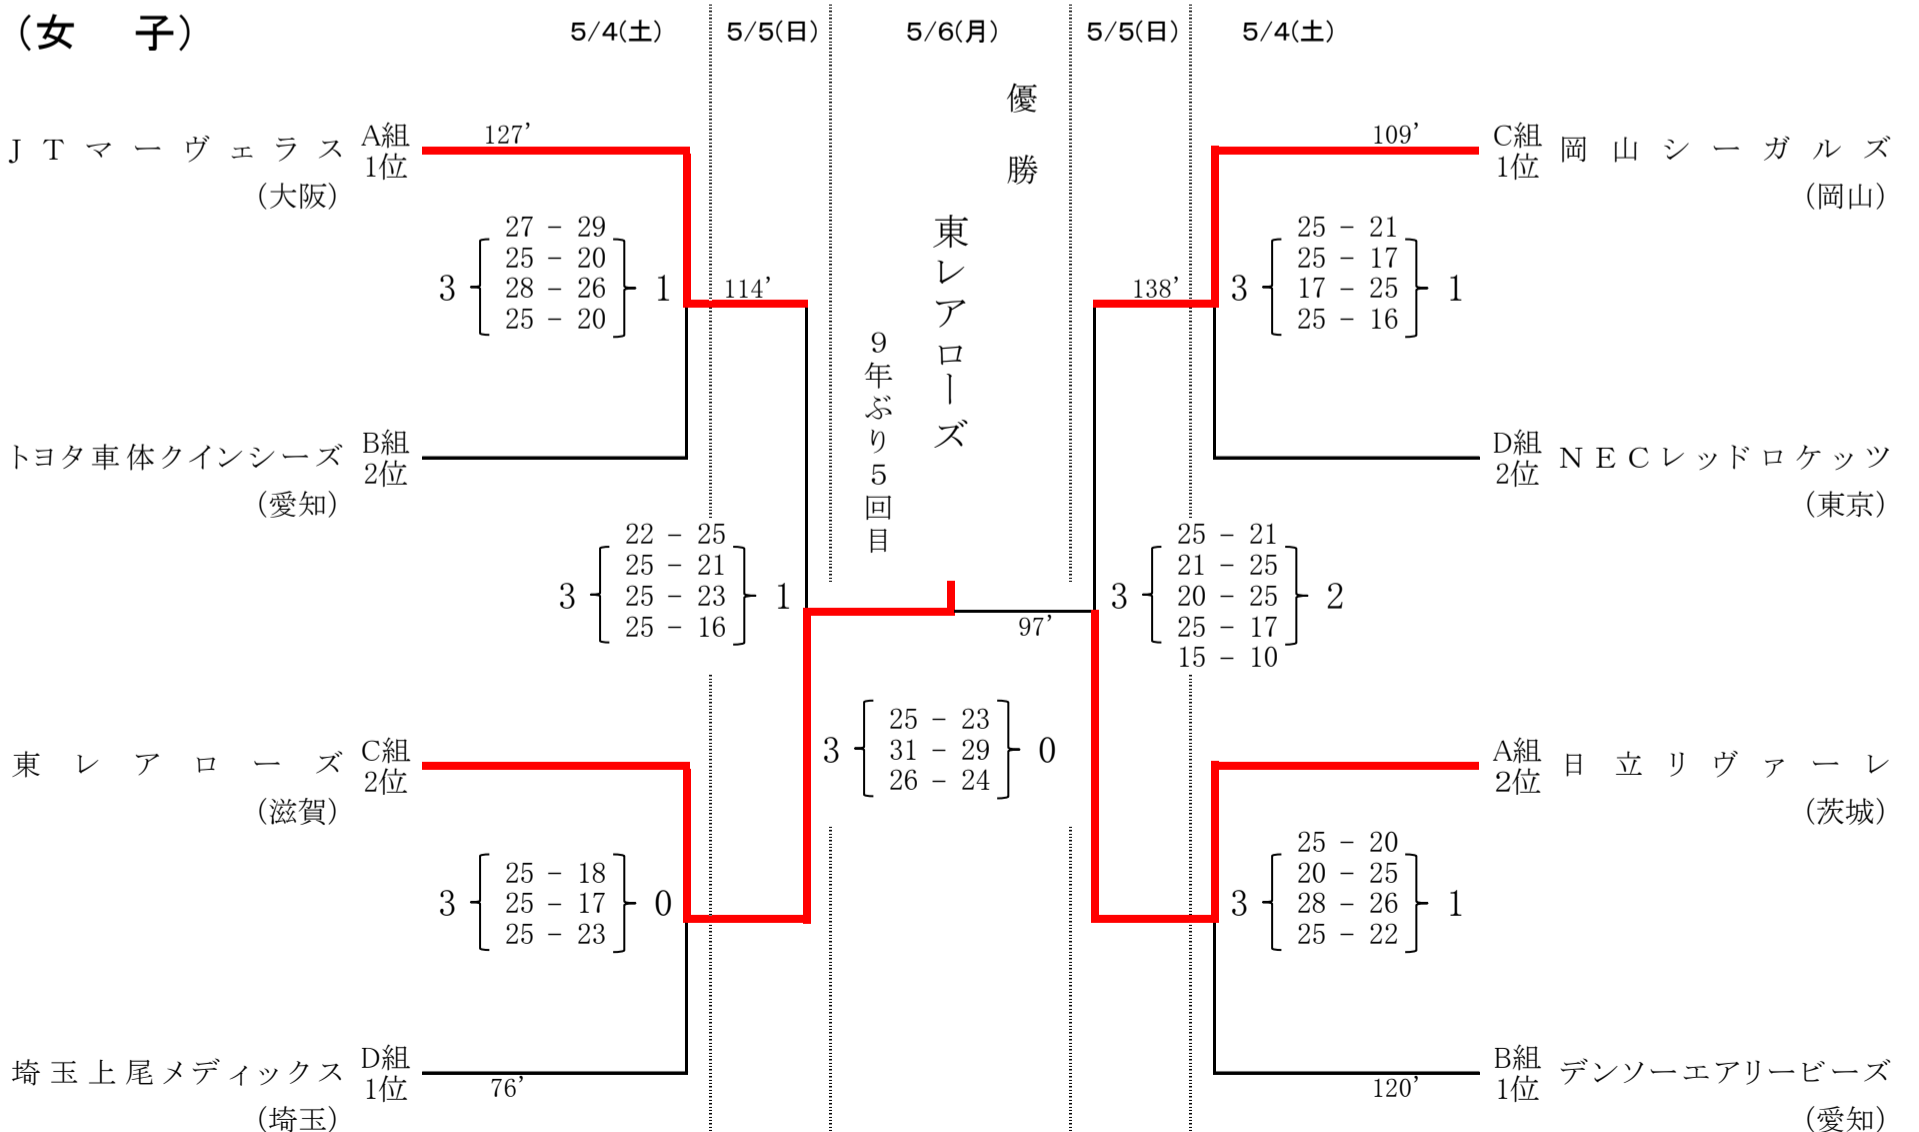 （女 子）
5/4(土) 5/5(日) 5/6(月) 5/5(日) 5/4(土)
優勝
東レアローズ
9年ぶり5回目
JTマーヴェラス A組 1位
(大阪)
127’
27 − 29
25 − 20
3 28 − 26 1
25 − 20
トヨタ車体クインシーズ B組 2位
(愛知)
114’
22 − 25
25 − 21
3 25 − 23 1
25 − 16
東レアローズ C組 2位
(滋賀)
25 − 18
3 25 − 17 0
25 − 23
埼玉上尾メディックス D組 1位
(埼玉)
76’
97’
25 − 23
3 31 − 29 0
26 − 24
C組 1位 岡山シーガルズ
(岡山)
109’
25 − 21
25 − 17
3 17 − 25 1
25 − 16
D組 2位 NECレッドロケッツ
(東京)
138’
25 − 21
21 − 25
3 20 − 25 2
25 − 17
15 − 10
A組 2位 日立リヴァーレ
(茨城)
25 − 20
20 − 25
3 28 − 26 1
25 − 22
B組 1位 デンソーエアリービーズ
(愛知)
120’